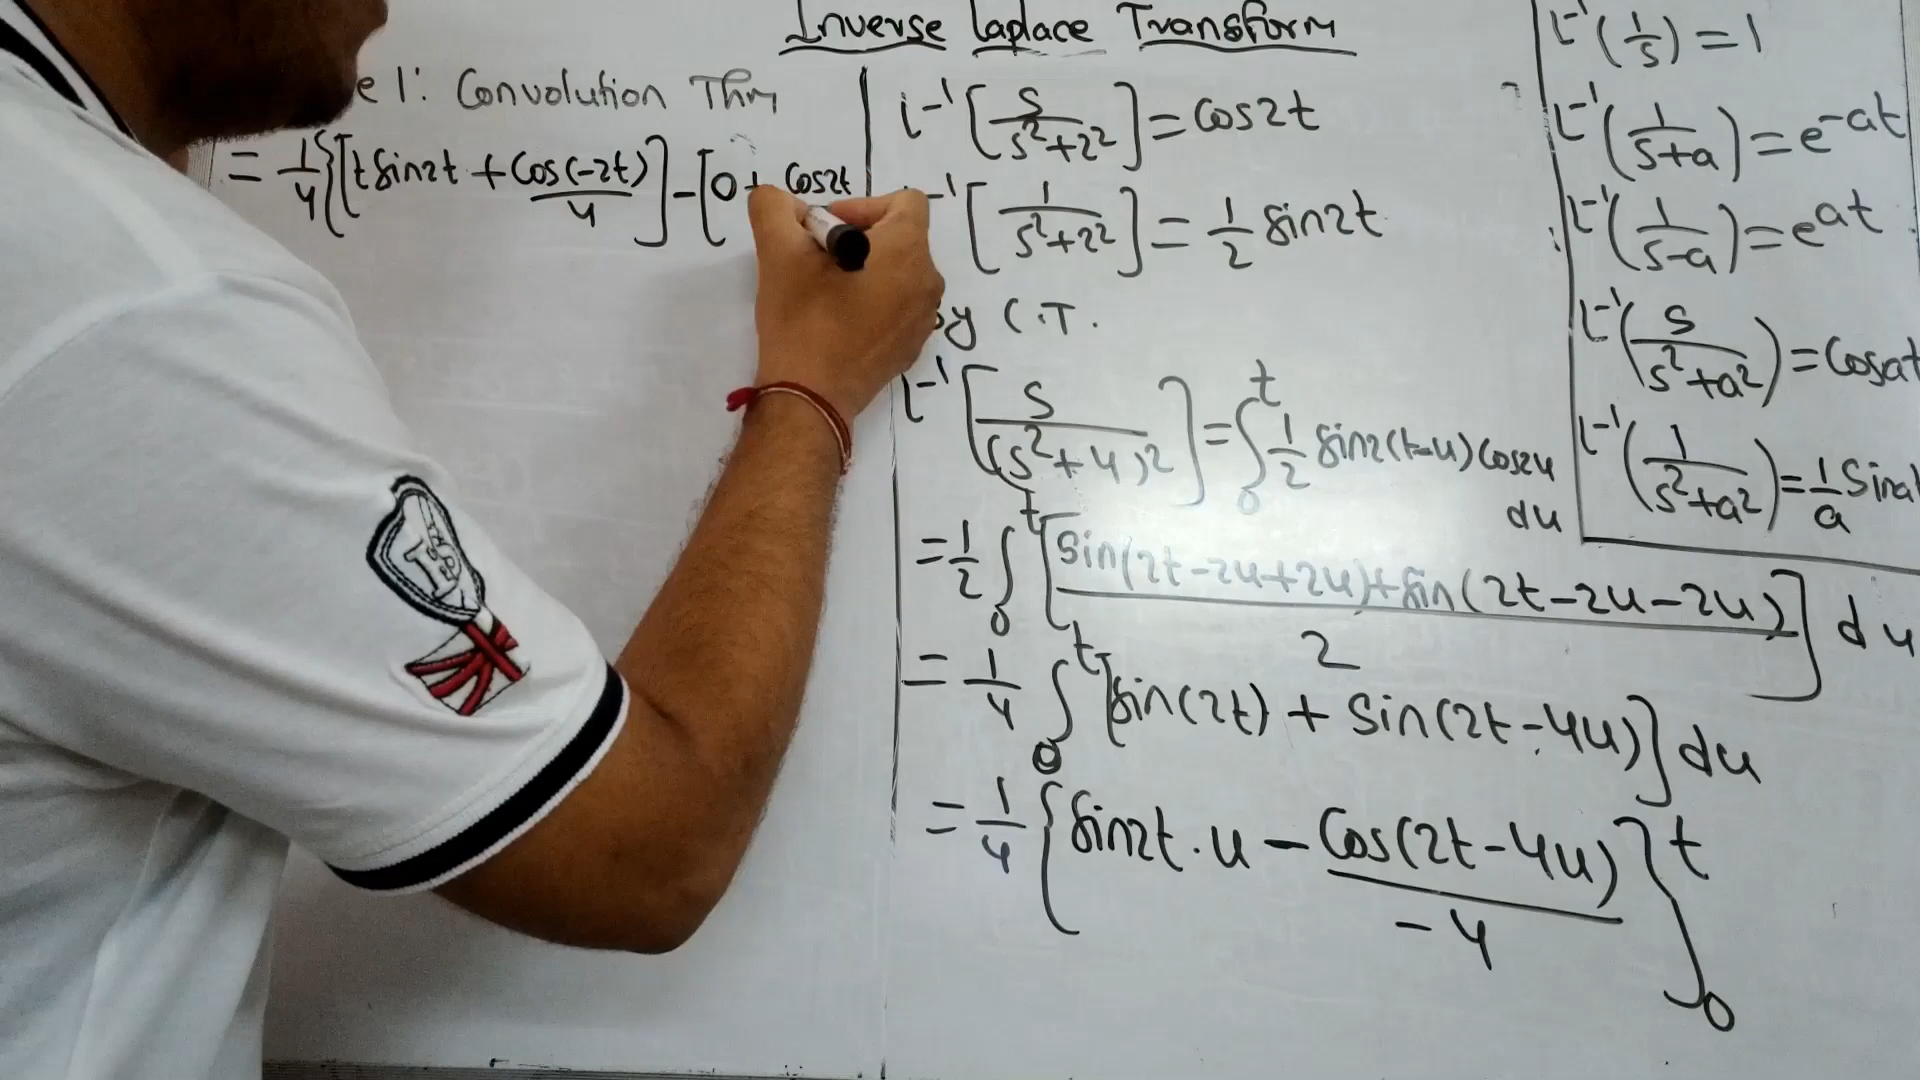 Inverse Laplace Transform
e 1: Convolution Thm
= 1/4 {[t sin2t + cos(-2t)/4] - [0 + cos2t
L⁻¹[s/(s²+2²)] = cos2t
L⁻¹[1/(s²+2²)] = 1/2 sin2t
By C.T.
L⁻¹[s/(s²+4)²] = ∫₀ᵗ 1/2 sin2(t-u) cos2u du
= 1/2 ∫₀ᵗ [(sin(2t-2u+2u) + sin(2t-2u-2u))/2] du
= 1/4 ∫₀ᵗ [sin(2t) + sin(2t-4u)] du
= 1/4 {sin2t.u - cos(2t-4u)/-4}₀ᵗ
L⁻¹(1/s) = 1
L⁻¹(1/(s+a)) = e^-at
L⁻¹(1/(s-a)) = e^at
L⁻¹(s/(s²+a²)) = cosat
L⁻¹(1/(s²+a²)) = 1/a Sina